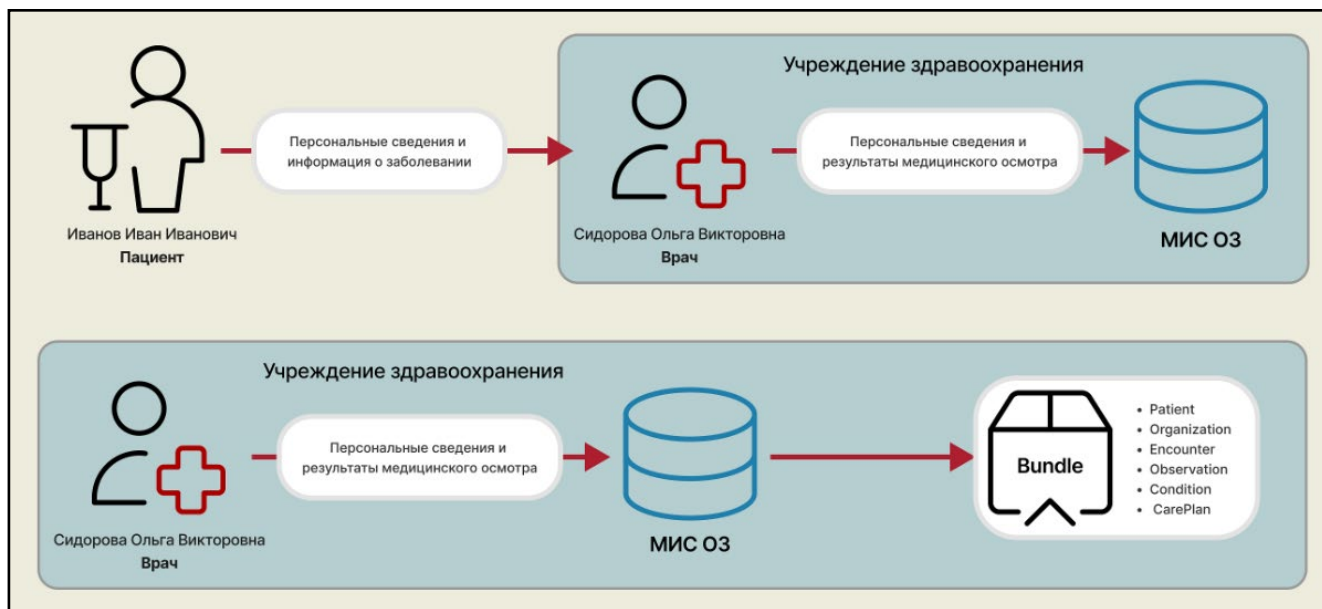 Учреждение здравоохранения
Персональные сведения и
информация о заболевании
Персональные сведения и
результаты медицинского осмотра
Иванов Иван Иванович
Пациент
Сидорова Ольга Викторовна
Врач
МИС ОЗ
Учреждение здравоохранения
Персональные сведения и
результаты медицинского осмотра
Сидорова Ольга Викторовна
Врач
МИС ОЗ
Bundle
• Patient
• Organization
• Encounter
• Observation
• Condition
• CarePlan